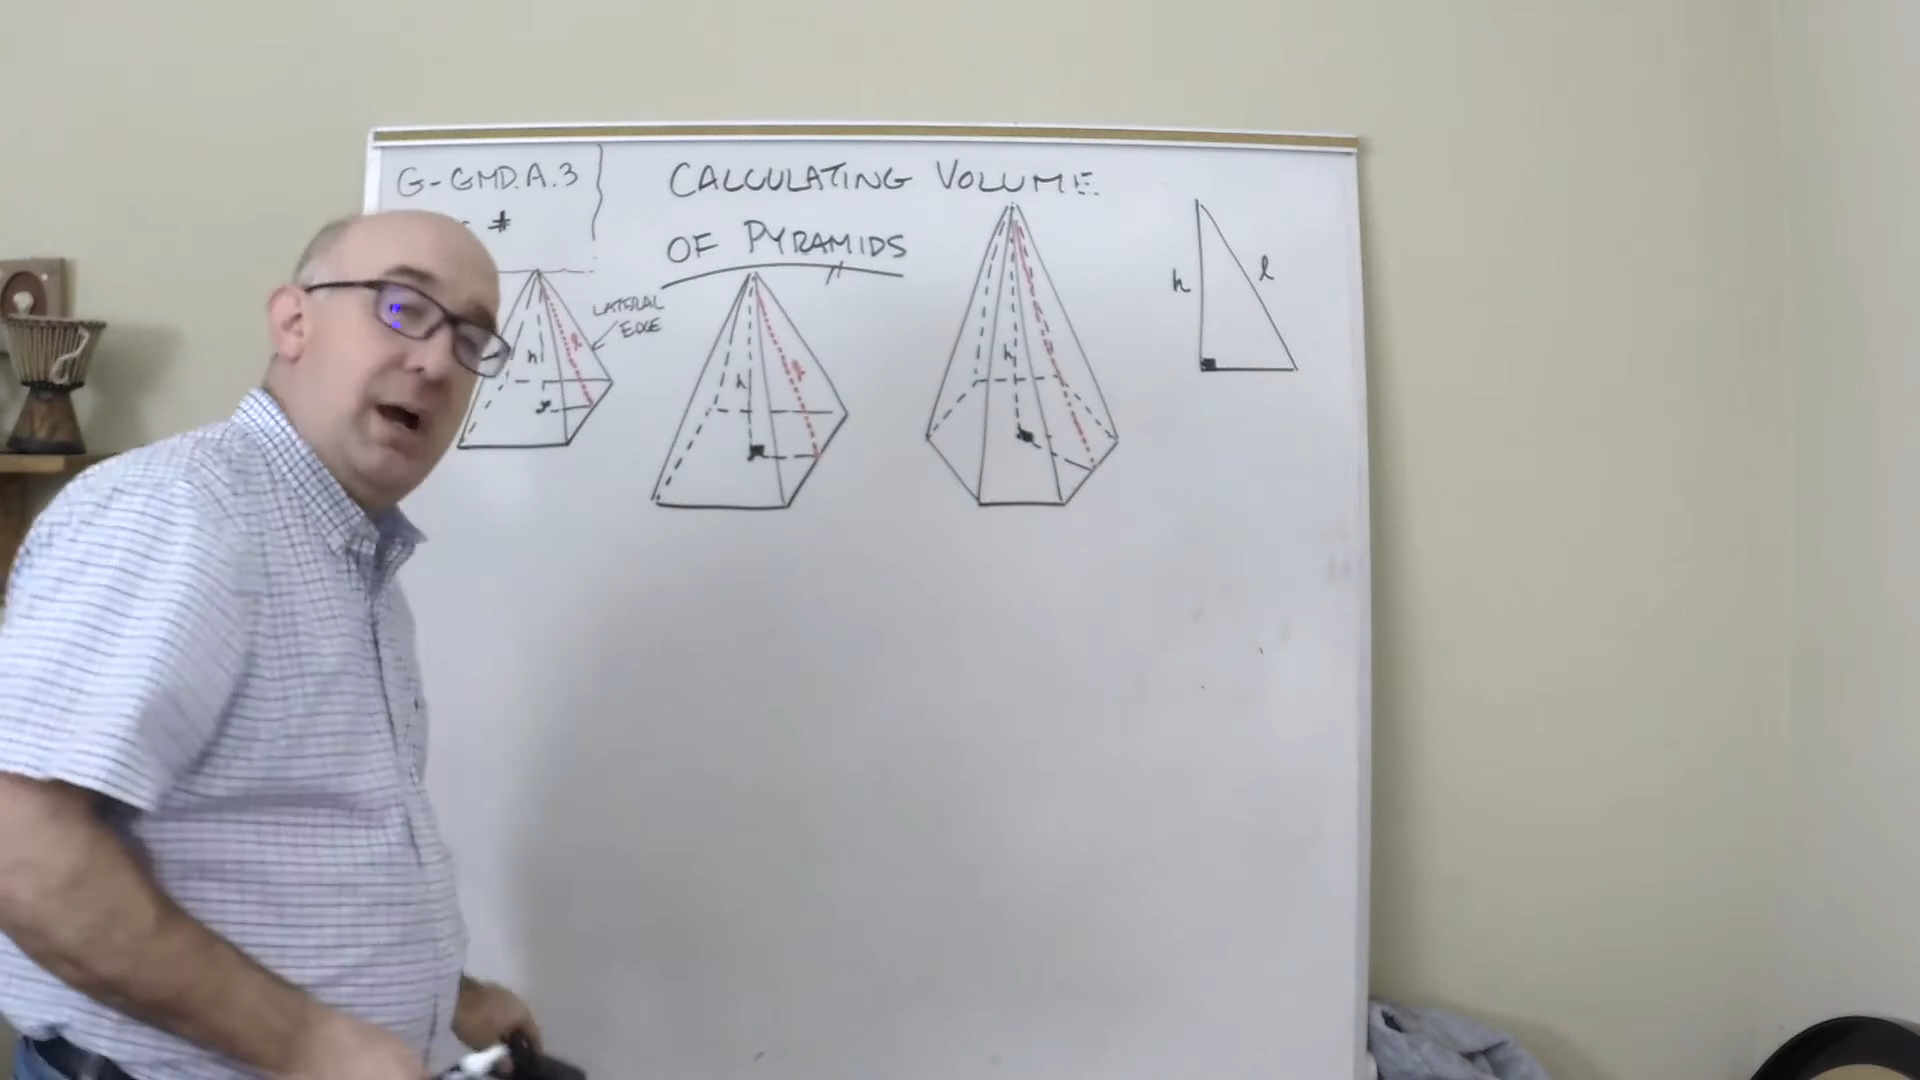 G-GMD.A.3
#
CALCULATING VOLUME
OF PYRAMIDS
LATERAL
EDGE
h
l
h
l
h
h
l